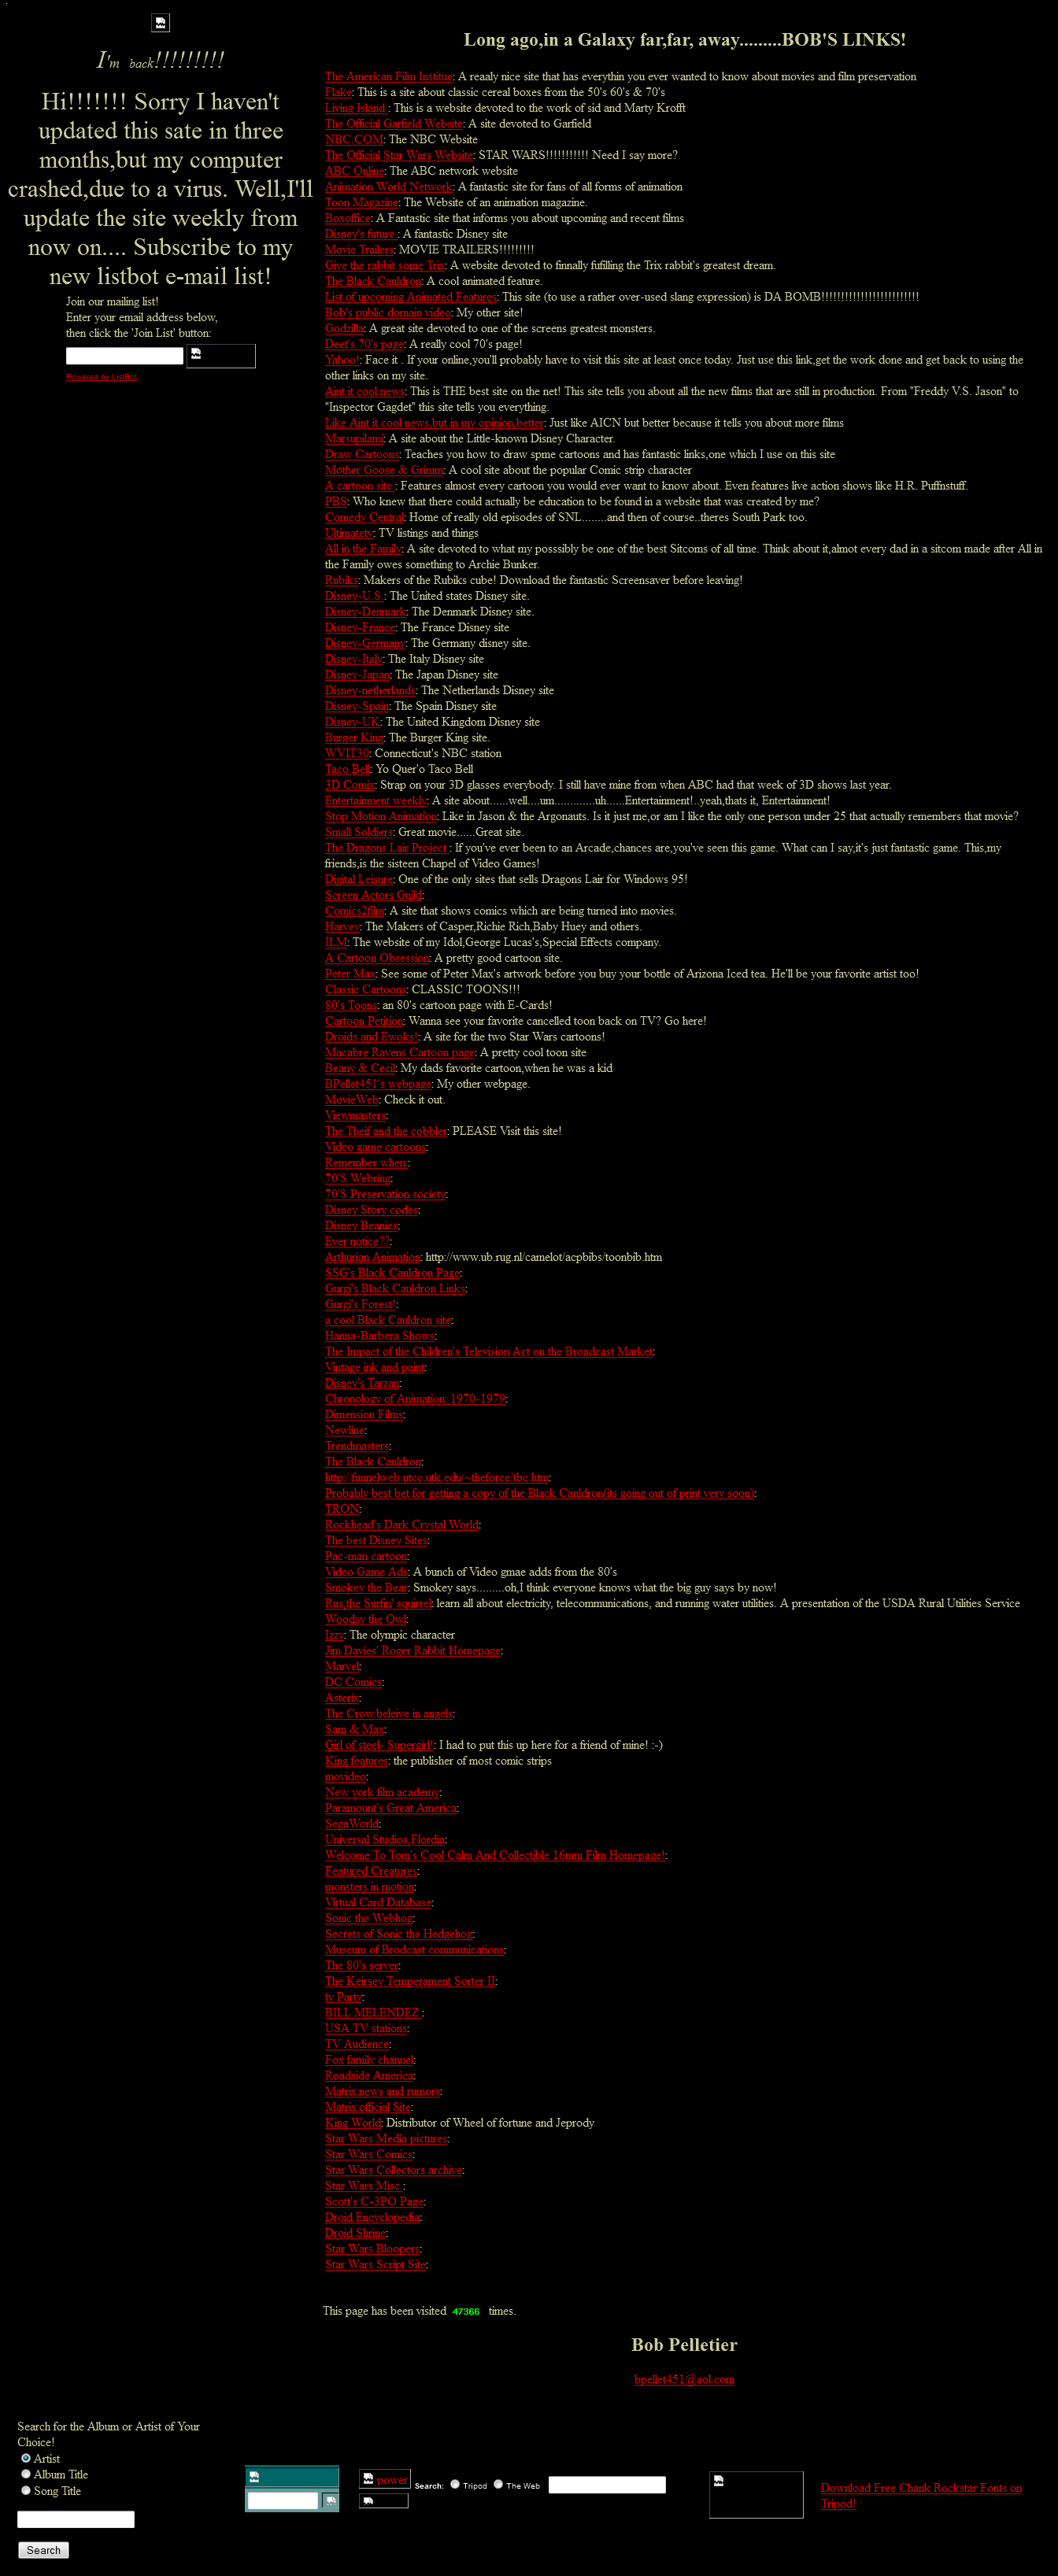 I'm back!!!!!!!!!
Hi!!!!!!! Sorry I haven't
updated this sate in three
months,but my computer
crashed,due to a virus. Well,I'll
update the site weekly from
now on.... Subscribe to my
new listbot e-mail list!
Join our mailing list!
Enter your email address below,
then click the 'Join List' button:
Powered by ListBot
Long ago,in a Galaxy far,far, away.........BOB'S LINKS!
The American Film Institue: A reaaly nice site that has everythin you ever wanted to know about movies and film preservation
Flake: This is a site about classic cereal boxes from the 50's 60's & 70's
Living Island : This is a website devoted to the work of sid and Marty Krofft
The Official Garfield Website: A site devoted to Garfield
NBC.COM: The NBC Website
The Official Star Wars Website: STAR WARS!!!!!!!!!!! Need I say more?
ABC Online: The ABC network website
Animation World Network: A fantastic site for fans of all forms of animation
Toon Magazine: The Website of an animation magazine.
Boxoffice: A Fantastic site that informs you about upcoming and recent films
Disney's future : A fantastic Disney site
Movie Trailers: MOVIE TRAILERS!!!!!!!!!
Give the rabbit some Trix: A website devoted to finnally fufilling the Trix rabbit's greatest dream.
The Black Cauldron: A cool animated feature.
List of upcoming Animated Features: This site (to use a rather over-used slang expression) is DA BOMB!!!!!!!!!!!!!!!!!!!!!!!!!
Bob's public domain video: My other site!
Godzilla: A great site devoted to one of the screens greatest monsters.
Deet's 70's page: A really cool 70's page!
Yahoo!: Face it . If your online,you'll probably have to visit this site at least once today. Just use this link,get the work done and get back to using the
other links on my site.
Aint it cool news: This is THE best site on the net! This site tells you about all the new films that are still in production. From "Freddy V.S. Jason" to
"Inspector Gagdet" this site tells you everything.
Like Aint it cool news,but in my opinion,better: Just like AICN but better because it tells you about more films
Marsupilami: A site about the Little-known Disney Character.
Draw Cartoons: Teaches you how to draw spme cartoons and has fantastic links,one which I use on this site
Mother Goose & Grimm: A cool site about the popular Comic strip character
A cartoon site : Features almost every cartoon you would ever want to know about. Even features live action shows like H.R. Puffnstuff.
PBS: Who knew that there could actually be education to be found in a website that was created by me?
Comedy Central: Home of really old episodes of SNL........and then of course..theres South Park too.
Ultimatetv: TV listings and things
All in the Family: A site devoted to what my posssibly be one of the best Sitcoms of all time. Think about it,almot every dad in a sitcom made after All in
the Family owes something to Archie Bunker.
Rubiks: Makers of the Rubiks cube! Download the fantastic Screensaver before leaving!
Disney-U.S.: The United states Disney site.
Disney-Denmark: The Denmark Disney site.
Disney-France: The France Disney site
Disney-Germany: The Germany disney site.
Disney-Italy: The Italy Disney site
Disney-Japan: The Japan Disney site
Disney-netherlands: The Netherlands Disney site
Disney-Spain: The Spain Disney site
Disney-UK: The United Kingdom Disney site
Burger King: The Burger King site.
WVIT30: Connecticut's NBC station
Taco Bell: Yo Quer'o Taco Bell
3D Comix: Strap on your 3D glasses everybody. I still have mine from when ABC had that week of 3D shows last year.
Entertainment weekly: A site about......well....um.............uh......Entertainment!..yeah,thats it, Entertainment!
Stop Motion Animation: Like in Jason & the Argonauts. Is it just me,or am I like the only one person under 25 that actually remembers that movie?
Small Soldiers: Great movie......Great site.
The Dragons Lair Project : If you've ever been to an Arcade,chances are,you've seen this game. What can I say,it's just fantastic game. This,my
friends,is the sisteen Chapel of Video Games!
Digital Leisure: One of the only sites that sells Dragons Lair for Windows 95!
Screen Actors Guild:
Comics2film: A site that shows comics which are being turned into movies.
Harvey: The Makers of Casper,Richie Rich,Baby Huey and others.
ILM: The website of my Idol,George Lucas's,Special Effects company.
A Cartoon Obsession: A pretty good cartoon site.
Peter Max: See some of Peter Max's artwork before you buy your bottle of Arizona Iced tea. He'll be your favorite artist too!
Classic Cartoons: CLASSIC TOONS!!!
80's Toons: an 80's cartoon page with E-Cards!
Cartoon Petition: Wanna see your favorite cancelled toon back on TV? Go here!
Droids and Ewoks!: A site for the two Star Wars cartoons!
Macabre Ravens Cartoon page: A pretty cool toon site
Beany & Cecil: My dads favorite cartoon,when he was a kid
BPellet451's webpage: My other webpage.
MovieWeb: Check it out.
Viewmasters:
The Theif and the cobbler: PLEASE Visit this site!
Video game cartoons:
Remember when::
70'S Webring:
70'S Preservation society:
Disney Story codes:
Disney Beanies:
Ever notice??:
Arthurian Animation: http://www.ub.rug.nl/camelot/acpbibs/toonbib.htm
SSG's Black Cauldron Page:
Gurgi's Black Cauldron Links:
Gurgi's Forest!:
a cool Black Cauldron site:
Hanna-Barbera Shows:
The Impact of the Children's Television Act on the Broadcast Market:
Vintage ink and paint:
Disney's Tarzan:
Chronology of Animation: 1970-1979:
Dimension Films:
Newline:
Trendmasters:
The Black Cauldron:
http://funnelweb.utcc.utk.edu/~theforce/tbc.htm:
Probably best bet for getting a copy of the Black Cauldron(its going out of print very soon):
TRON:
Rockhead's Dark Crystal World:
The best Disney Sites:
Pac-man cartoon:
Video Game Ads: A bunch of Video gmae adds from the 80's
Smokey the Bear: Smokey says.........oh,I think everyone knows what the big guy says by now!
Rus,the Surfin' squirrel: learn all about electricity, telecommunications, and running water utilities. A presentation of the USDA Rural Utilities Service
Woodsy the Owl:
Izzy: The olympic character
Jim Davies' Roger Rabbit Homepage:
Marvel:
DC Comics:
Asterix:
The Crow:beleive in angels:
Sam & Max:
Girl of steel- Supergirl!: I had to put this up here for a friend of mine! :-)
King features: the publisher of most comic strips
movideo:
New york film academy:
Paramount's Great America:
SegaWorld:
Universal Studios,Flordia:
Welcome To Tom's Cool Calm And Collectible 16mm Film Homepage!:
Featured Creatures:
monsters in motion:
Virtual Card Database:
Sonic the Webhog:
Secrets of Sonic the Hedgehog:
Museum of Brodcast communications:
The 80's server:
The Keirsey Temperament Sorter II:
tv Party:
BILL MELENDEZ :
USA TV stations:
TV Audience:
Fox family channel:
Roadside America:
Matrix:news and rumors:
Matrix:official Site:
King World: Distributor of Wheel of fortune and Jeprody
Star Wars Media pictures:
Star Wars Comics:
Star Wars Collectors archive:
Star Wars Misc.:
Scott's C-3PO Page:
Droid Encyclopedia:
Droid Shrine:
Star Wars Bloopers:
Star Wars Script Site:
This page has been visited 47366 times.
Bob Pelletier
bpellet451@aol.com
Search for the Album or Artist of Your
Choice!
Artist
Album Title
Song Title
Search
power
Search: Tripod The Web
Download Free Chank Rockstar Fonts on
Tripod!